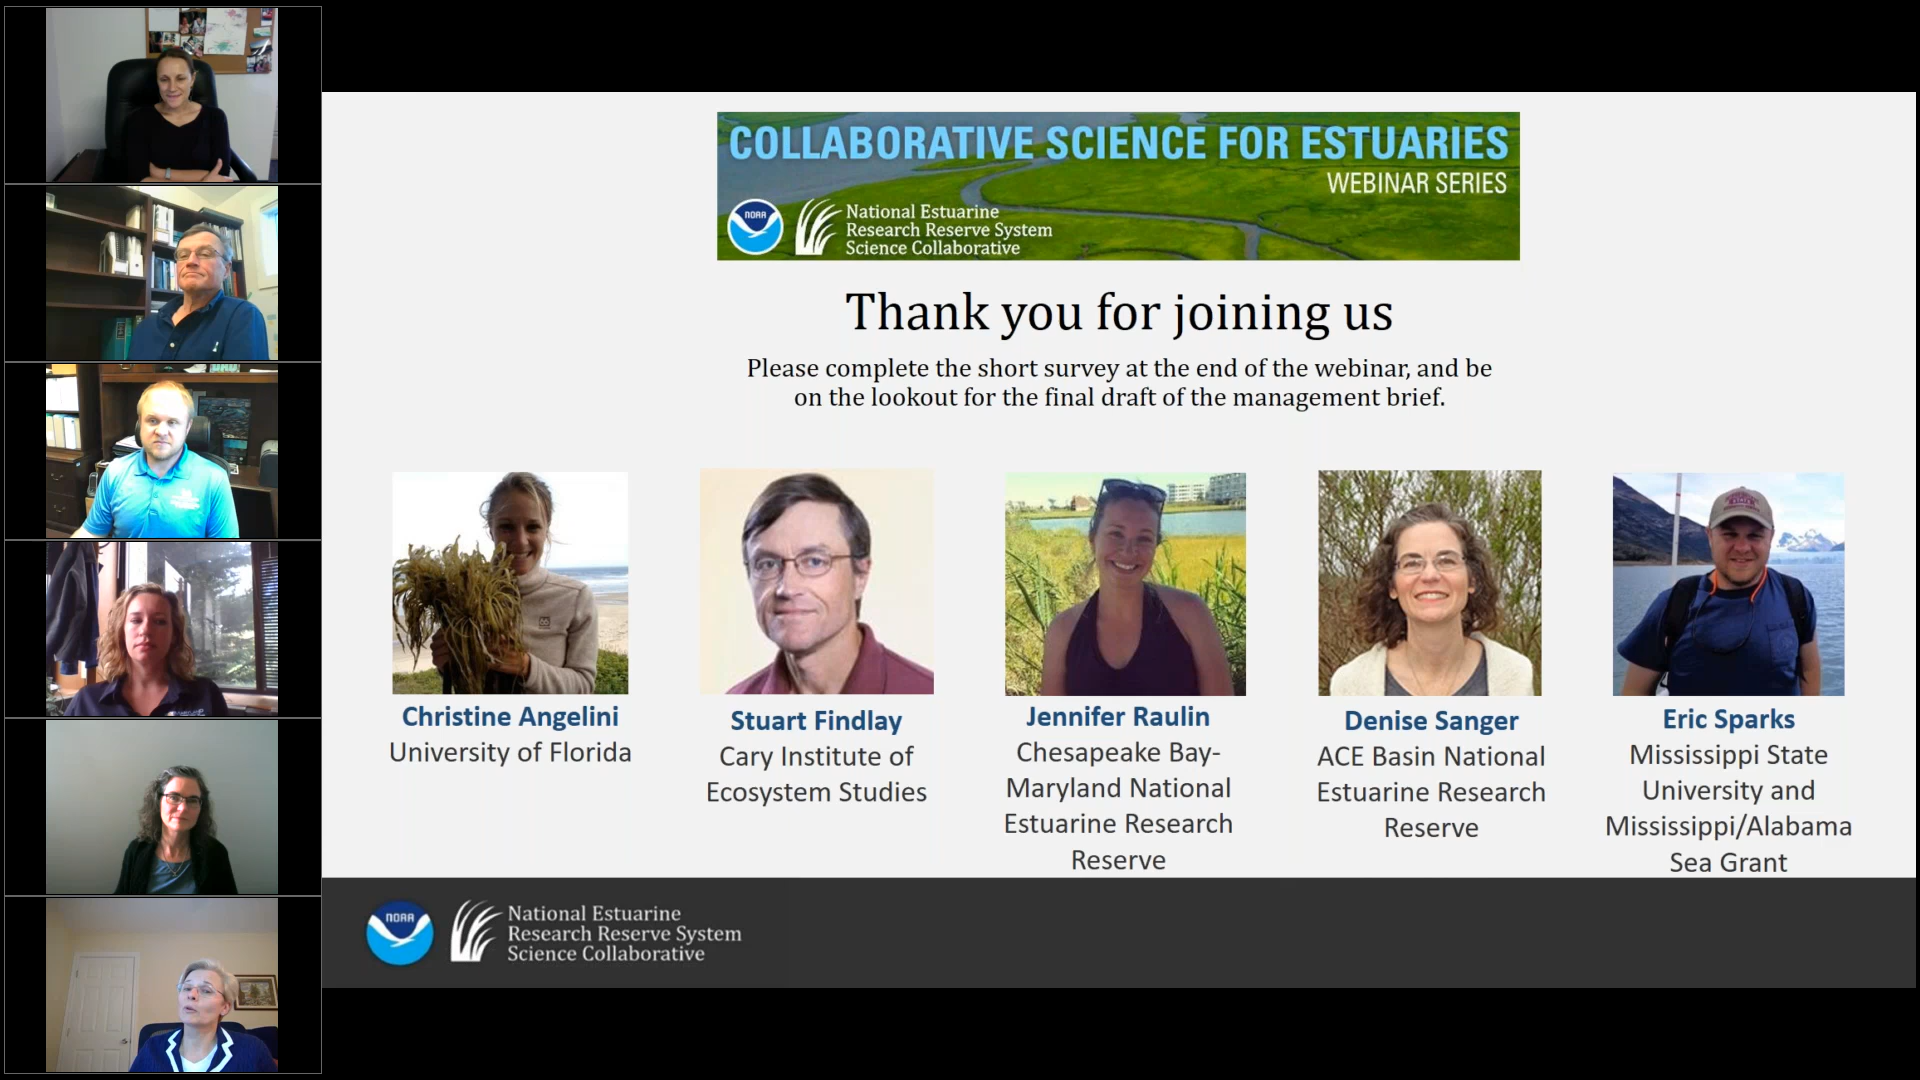 COLLABORATIVE SCIENCE FOR ESTUARIES
WEBINAR SERIES
NOAA
National Estuarine
Research Reserve System
Science Collaborative
Thank you for joining us
Please complete the short survey at the end of the webinar, and be
on the lookout for the final draft of the management brief.
Christine Angelini
University of Florida
Stuart Findlay
Cary Institute of
Ecosystem Studies
Jennifer Raulin
Chesapeake Bay-
Maryland National
Estuarine Research
Reserve
Denise Sanger
ACE Basin National
Estuarine Research
Reserve
Eric Sparks
Mississippi State
University and
Mississippi/Alabama
Sea Grant
NOAA
National Estuarine
Research Reserve System
Science Collaborative